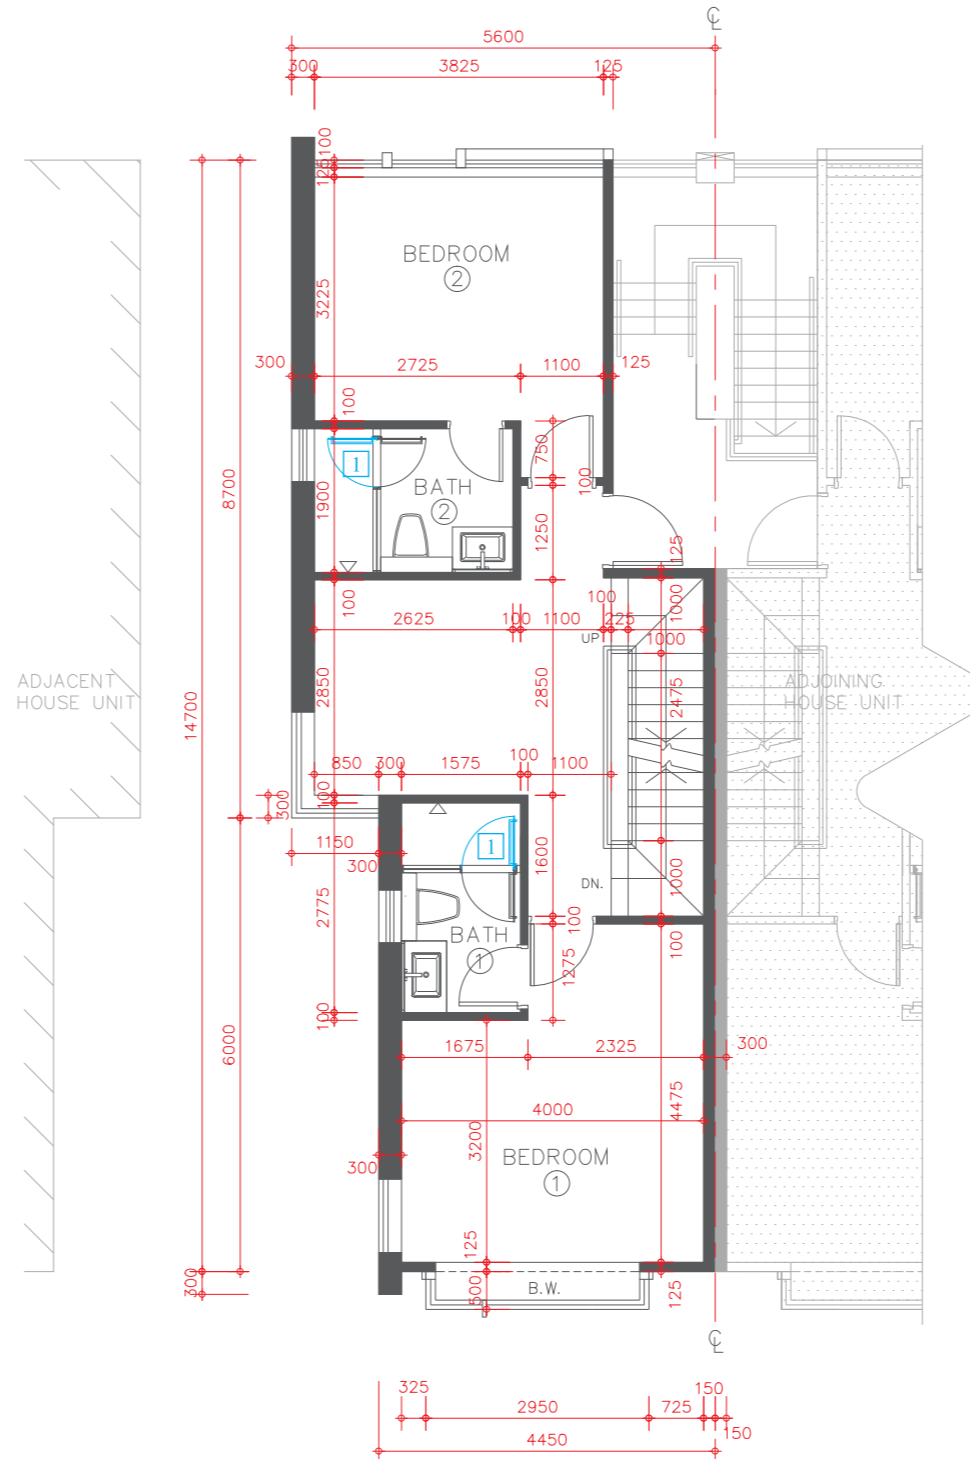 ℄
5600
300 3825 125
100
125
BEDROOM
2
3225
300 2725 1100 125
100
750
1
BATH
2
1900
100
1250
8700
125
100
2625 100 1100 100 225
1000
1000
UP
ADJACENT
HOUSE UNIT
ADJOINING
HOUSE UNIT
2850
2850
2475
14700
850 300 1575 100 1100
100
300
1150
300
1
1600
DN.
1000
2775
100
BATH
1
1275
100
100
6000
1675 2325 300
4000
4475
3200
300
BEDROOM
1
125
B.W.
500
125
300
℄
325 2950 725 150
150
4450